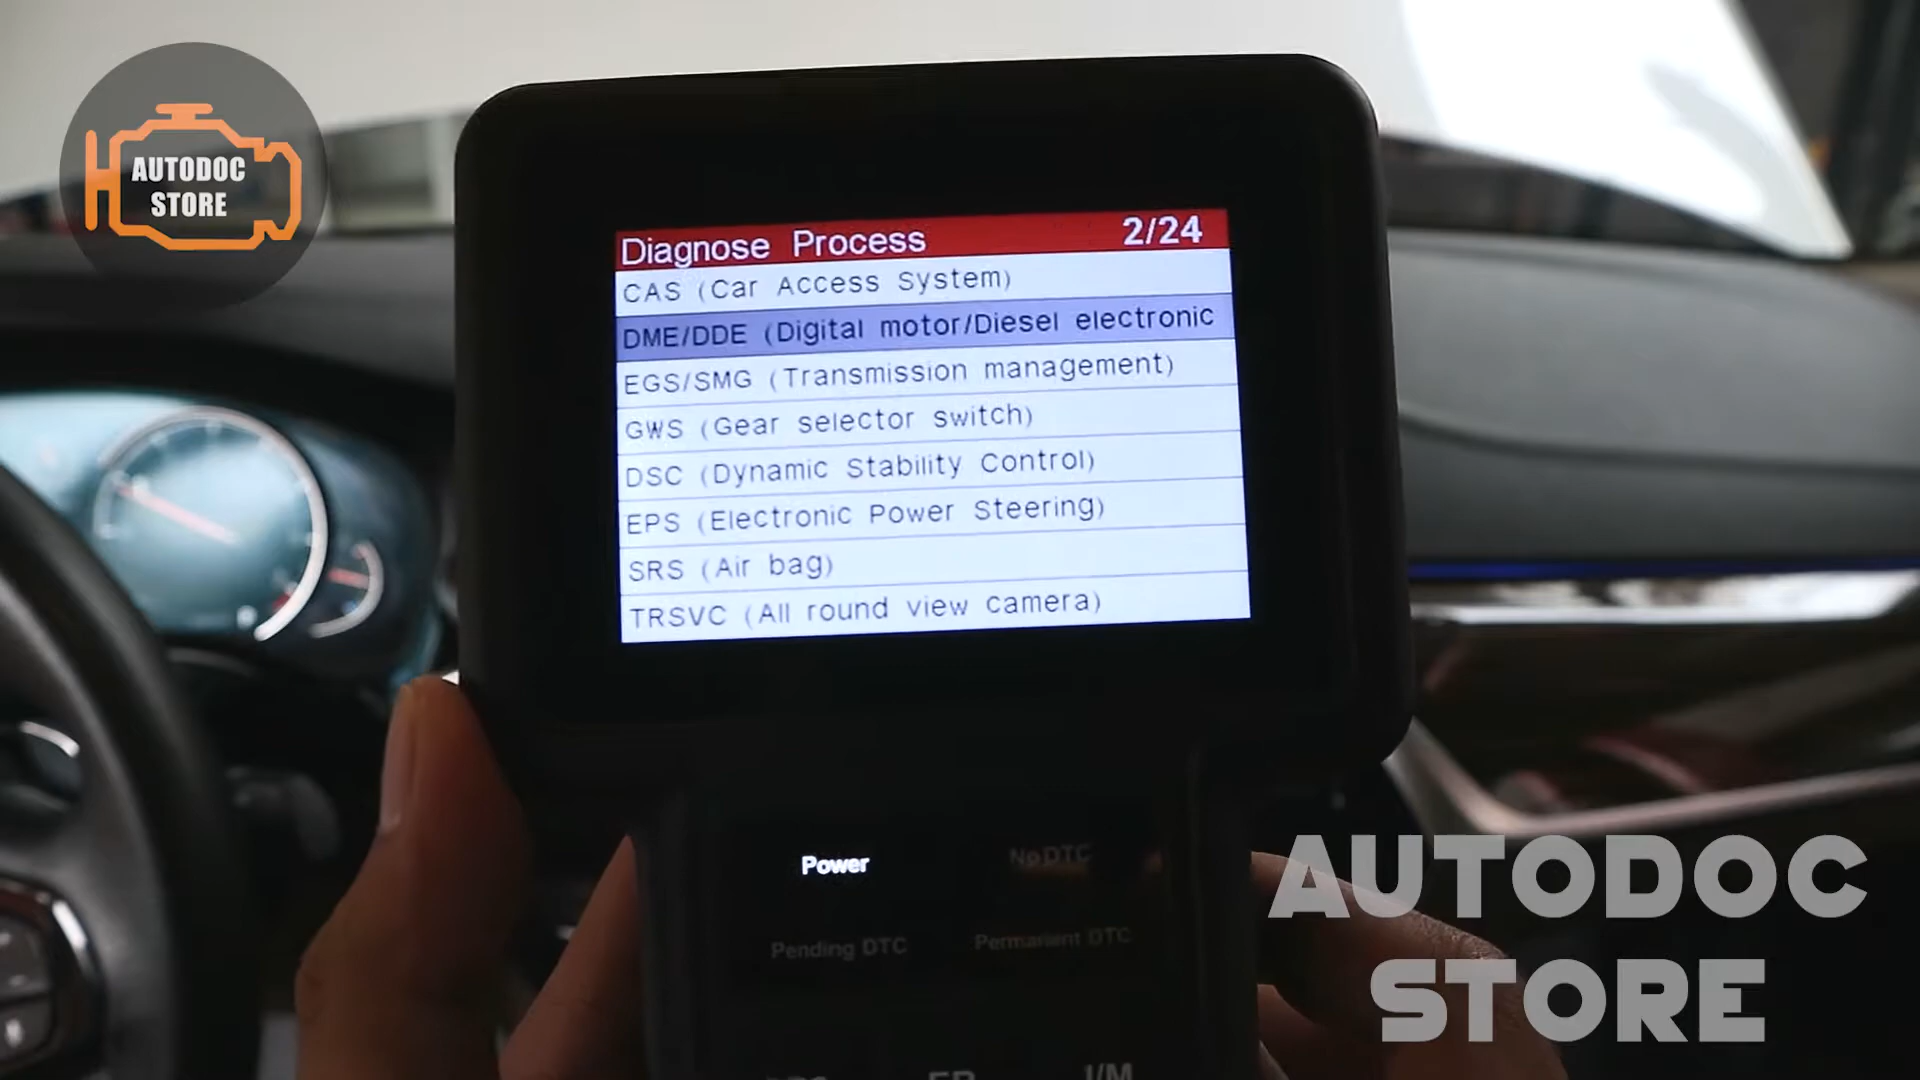 AUTODOC
STORE
Diagnose Process 2/24
CAS (Car Access System)
DME/DDE (Digital motor/Diesel electronic
EGS/SMG (Transmission management)
GWS (Gear selector switch)
DSC (Dynamic Stability Control)
EPS (Electronic Power Steering)
SRS (Air bag)
TRSVC (All round view camera)
Power No DTC
Pending DTC Permanent DTC
I/M
AUTODOC
STORE